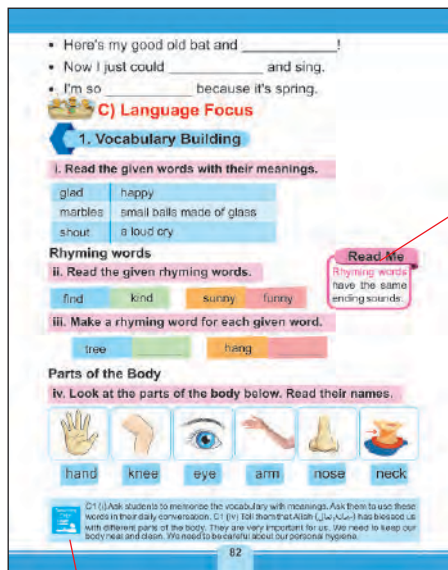 • Here's my good old bat and ____________!
• Now I just could ____________ and sing.
• I'm so ____________ because it's spring.
C) Language Focus
1. Vocabulary Building
i. Read the given words with their meanings.
glad happy
marbles small balls made of glass
shout a loud cry
Rhyming words
ii. Read the given rhyming words.
find kind sunny funny
Read Me
Rhyming words
have the same
ending sounds.
iii. Make a rhyming word for each given word.
tree ________ hang ________
Parts of the Body
iv. Look at the parts of the body below. Read their names.
hand knee eye arm nose neck
C1 (i) Ask students to memorise the vocabulary with meanings. Ask them to use these
words in their daily conversation. C1 (iv) Tell them that Allah has blessed us
with different parts of the body. They are very important for us. We need to keep our
body neat and clean. We need to be careful about our personal hygiene.
82